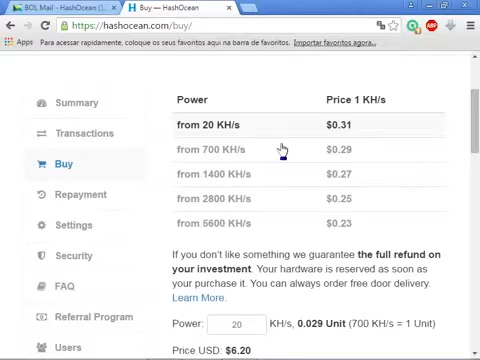 BOL Mail - HashOcean (
Buy — HashOcean
https://hashocean.com/buy/
ABP
Apps
Para acessar rapidamente, coloque os seus favoritos aqui na barra de favoritos. Importar favoritos agora...
Summary
Transactions
Buy
Repayment
Settings
Security
FAQ
Referral Program
Users
Power Price 1 KH/s
from 20 KH/s $0.31
from 700 KH/s $0.29
from 1400 KH/s $0.27
from 2800 KH/s $0.25
from 5600 KH/s $0.23
If you don't like something we guarantee the full refund on
your investment. Your hardware is reserved as soon as
your purchase it. You can always order free door delivery.
Learn More.
Power: 20 KH/s, 0.029 Unit (700 KH/s = 1 Unit)
Price USD: $6.20